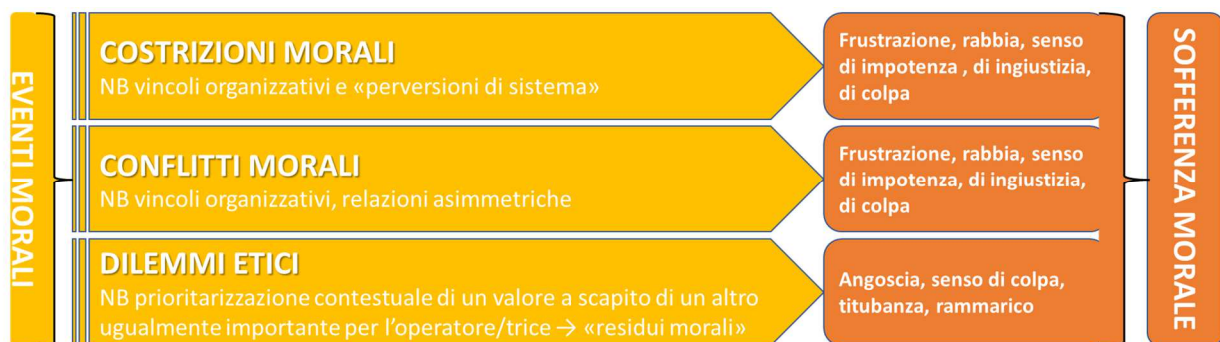 EVENTI MORALI
COSTRIZIONI MORALI
NB vincoli organizzativi e «perversioni di sistema»
Frustrazione, rabbia, senso
di impotenza , di ingiustizia,
di colpa
CONFLITTI MORALI
NB vincoli organizzativi, relazioni asimmetriche
Frustrazione, rabbia, senso
di impotenza, di ingiustizia,
di colpa
DILEMMI ETICI
NB prioritarizzazione contestuale di un valore a scapito di un altro
ugualmente importante per l'operatore/trice → «residui morali»
Angoscia, senso di colpa,
titubanza, rammarico
SOFFERENZA MORALE